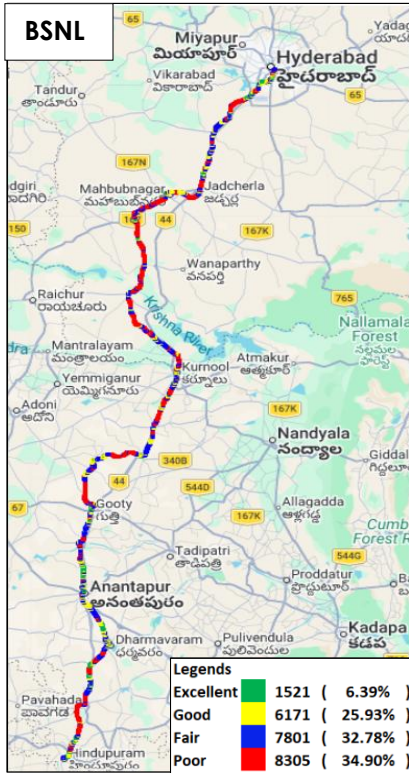 BSNL
Miyapur
మియాపూర్
Hyderabad
హైదరాబాద్
Vikarabad
వికారాబాద్
Tandur
తాండూరు
65
65
167N
Mahbubnagar
Jadcherla
జడ్చర్ల
44
150
167K
Wanaparthy
వనపర్తి
Raichur
రాయచూరు
765
Krishna River
Nallamala
Forest
Mantralayam
మంత్రాలయం
Kurnool
కర్నూలు
Atmakur
ఆత్మకూర్
Yemmiganur
యెమ్మిగనూరు
Adoni
ఆదోని
167K
Nandyala
నంద్యాల
340B
44
544D
67
Gooty
గుత్తి
Allagadda
ఆళ్లగడ్డ
167K
Tadipatri
తాడిపత్రి
544G
Anantapur
అనంతపురం
Proddatur
ప్రొద్దుటూర్
Kadapa
కడప
Dharmavaram
ధర్మవరం
Pulivendula
పులివెందుల
Pavahada
పావగడ
Hindupuram
హిందూపురం
Legends
Excellent 1521 ( 6.39% )
Good 6171 ( 25.93% )
Fair 7801 ( 32.78% )
Poor 8305 ( 34.90% )